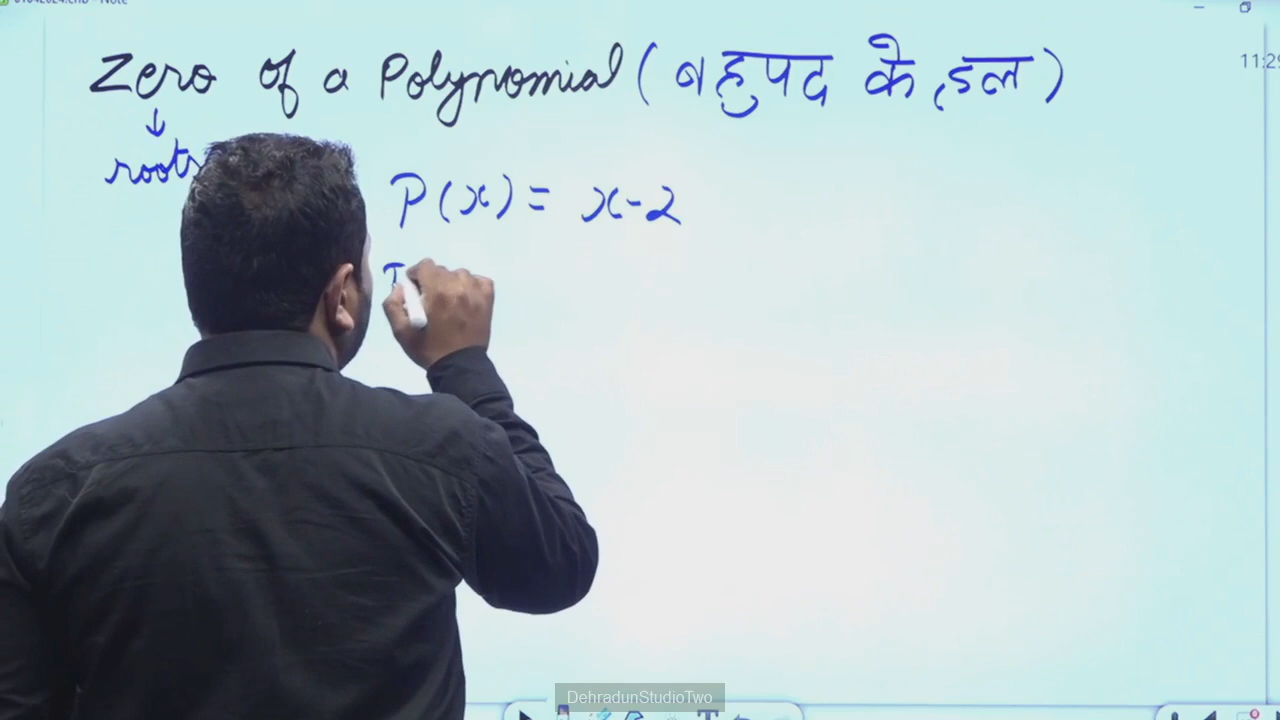 Zero of a Polynomial ( बहुपद के हल )
↓
roots
P(x) = x-2
DehradunStudioTwo